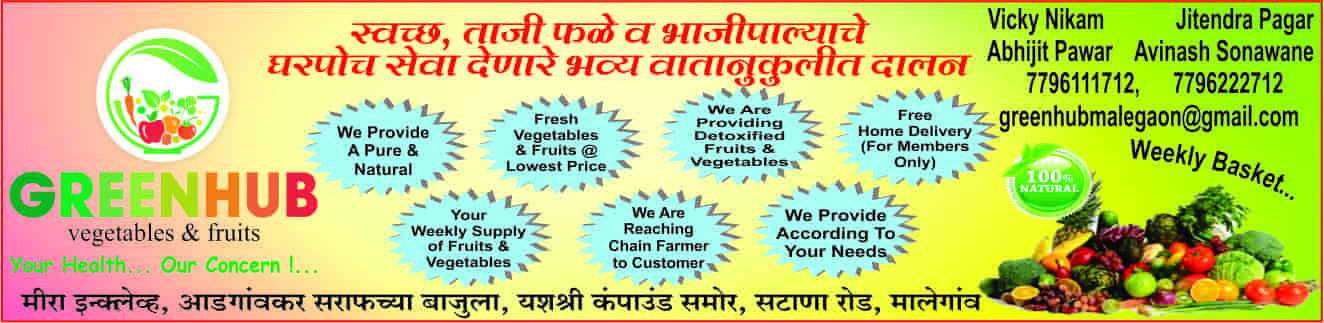 स्वच्छ, ताजी फळे व भाजीपाल्याचे
घरपोच सेवा देणारे भव्य वातानुकुलीत दालन
Vicky Nikam Jitendra Pagar
Abhijit Pawar Avinash Sonawane
7796111712, 7796222712
greenhubmalegaon@gmail.com
Weekly Basket...
100%
NATURAL
GREENHUB
vegetables & fruits
Your Health... Our Concern !...
We Provide
A Pure &
Natural
Fresh
Vegetables
& Fruits @
Lowest Price
We Are
Providing
Detoxified
Fruits &
Vegetables
Free
Home Delivery
(For Members
Only)
Your
Weekly Supply
of Fruits &
Vegetables
We Are
Reaching
Chain Farmer
to Customer
We Provide
According To
Your Needs
मीरा इन्क्लेव्ह, आडगांवकर सराफच्या बाजुला, यशश्री कंपाउंड समोर, सटाणा रोड, मालेगांव